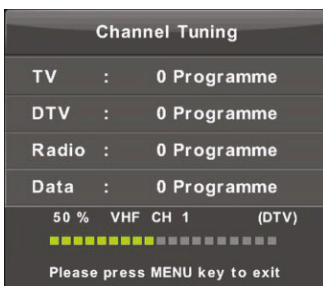 Channel Tuning
TV : 0 Programme
DTV : 0 Programme
Radio : 0 Programme
Data : 0 Programme
50 % VHF CH 1 (DTV)
Please press MENU key to exit